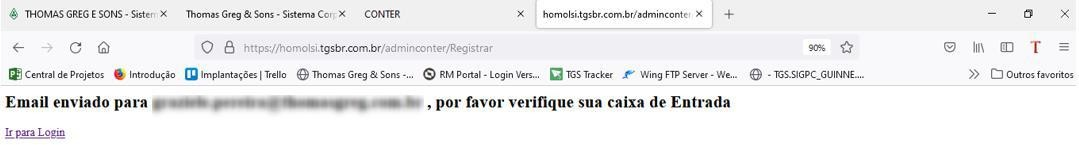 THOMAS GREG E SONS - Sistem
Thomas Greg & Sons - Sistema Corp
CONTER
homolsi.tgsbr.com.br/adminconter
https://homolsi.tgsbr.com.br/adminconter/Registrar
90%
Central de Projetos
Introdução
Implantações | Trello
Thomas Greg & Sons -...
RM Portal - Login Vers...
TGS Tracker
Wing FTP Server - We...
- TGS.SIGPC_GUINNE....
Outros favoritos
Email enviado para , por favor verifique sua caixa de Entrada
Ir para Login